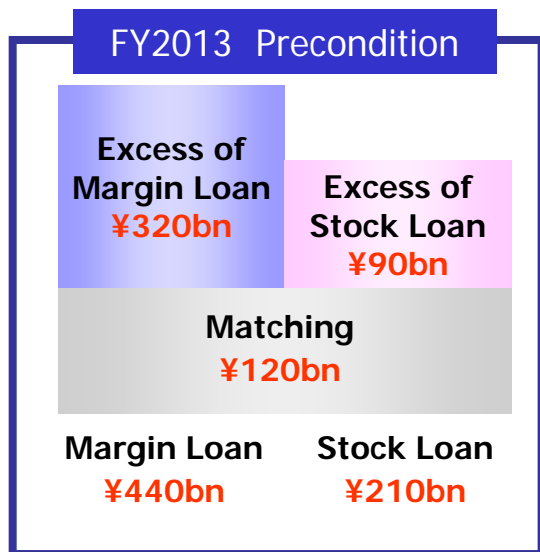 FY2013 Precondition
Excess of
Margin Loan
¥320bn
Excess of
Stock Loan
¥90bn
Matching
¥120bn
Margin Loan
¥440bn
Stock Loan
¥210bn